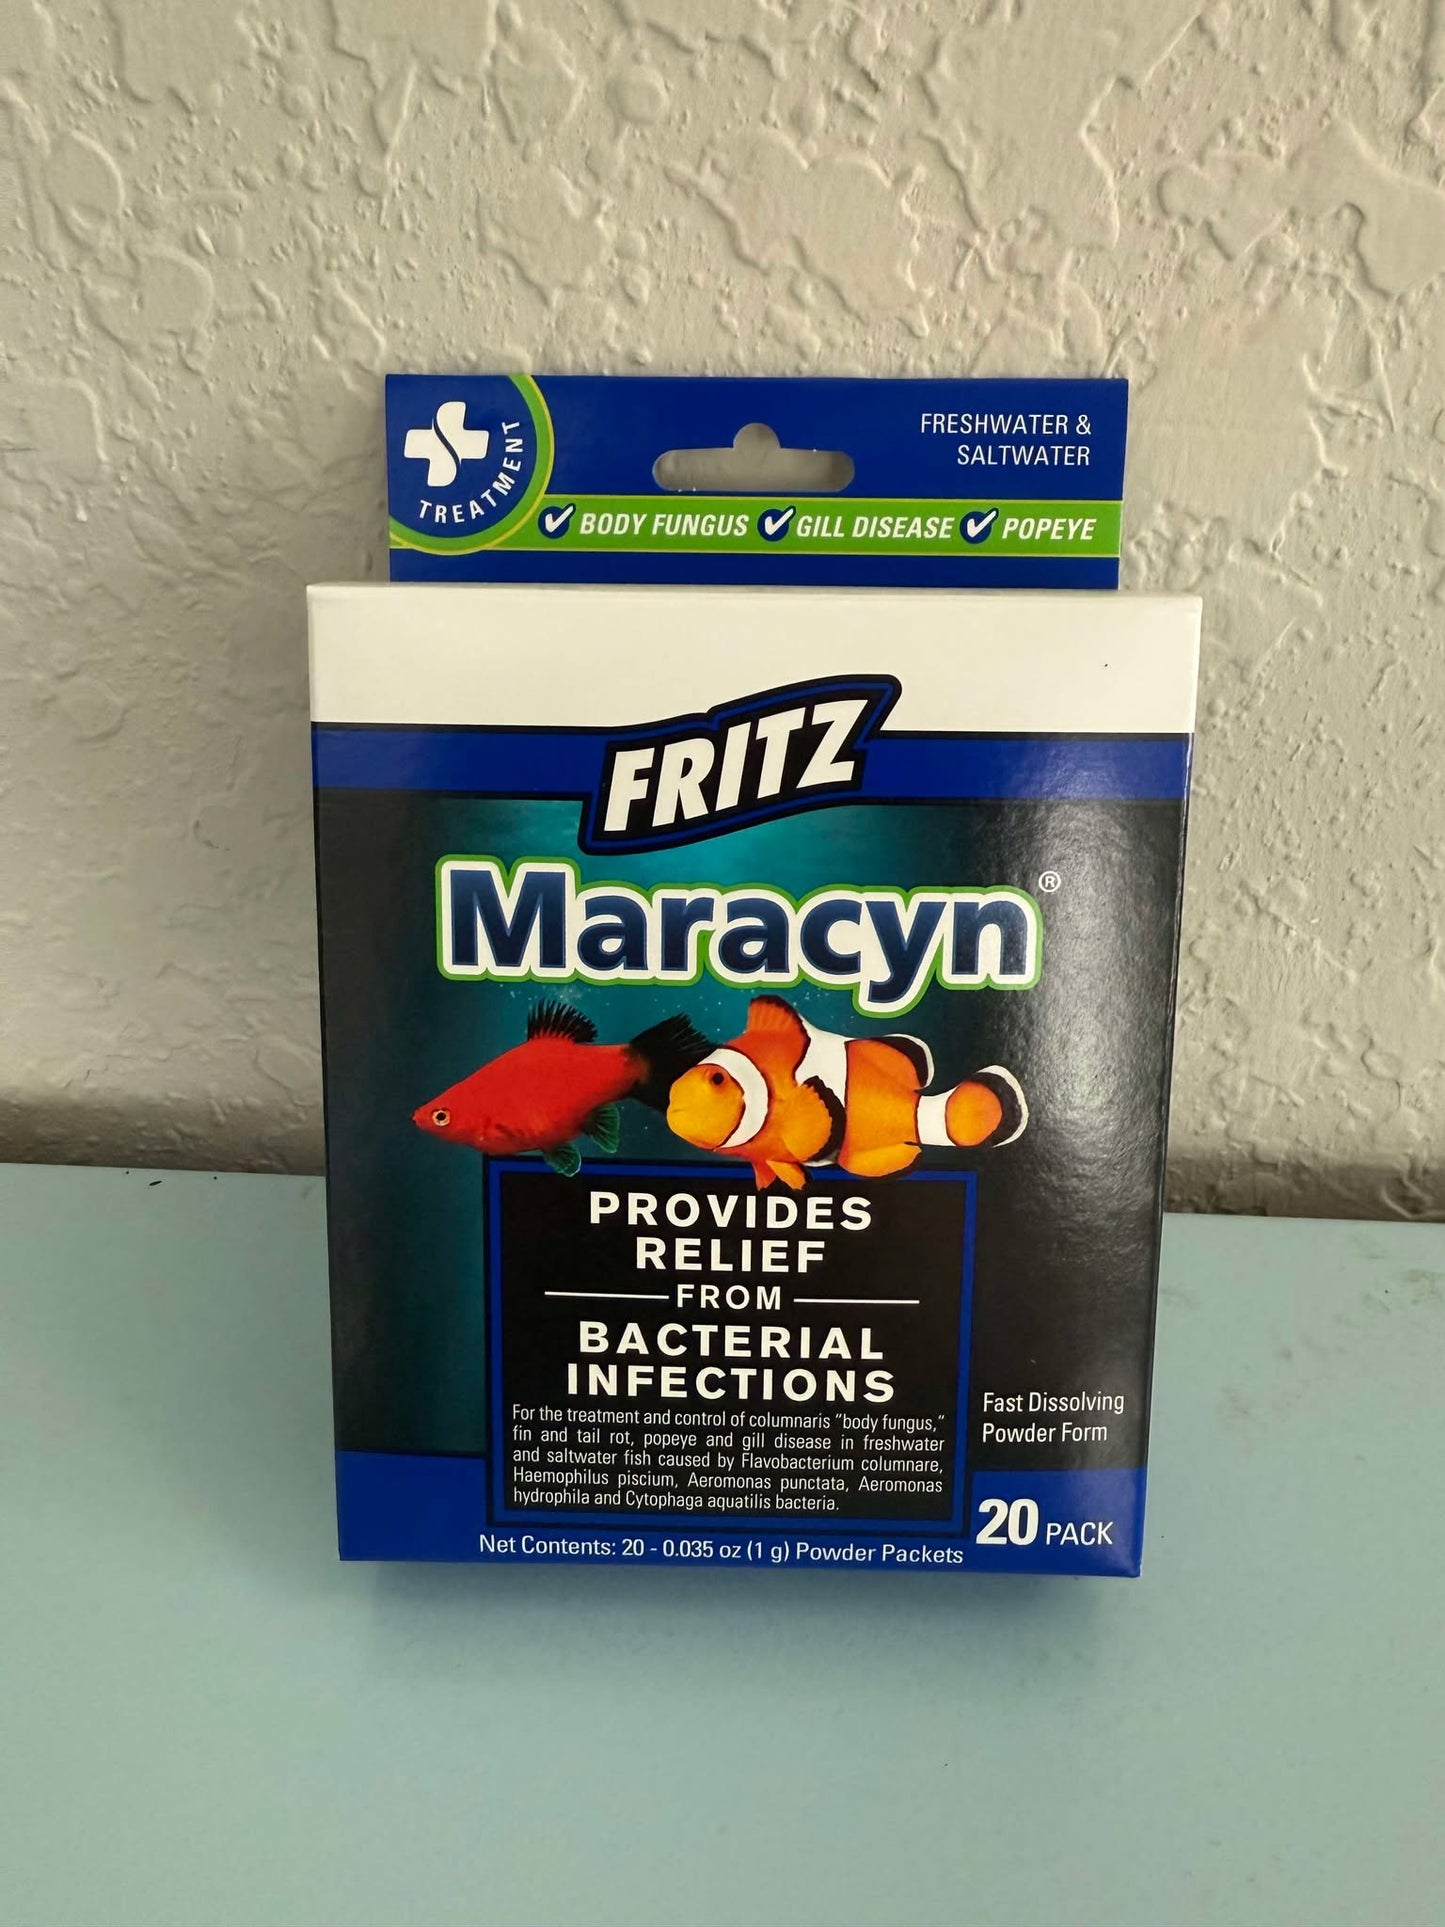 FRESHWATER &
SALTWATER
TREATMENT
BODY FUNGUS GILL DISEASE POPEYE
FRITZ
Maracyn®
PROVIDES
RELIEF
FROM
BACTERIAL
INFECTIONS
For the treatment and control of columnaris "body fungus,"
fin and tail rot, popeye and gill disease in freshwater
and saltwater fish caused by Flavobacterium columnare,
Haemophilus piscium, Aeromonas punctata, Aeromonas
hydrophila and Cytophaga aquatilis bacteria.
Fast Dissolving
Powder Form
20 PACK
Net Contents: 20 - 0.035 oz (1 g) Powder Packets